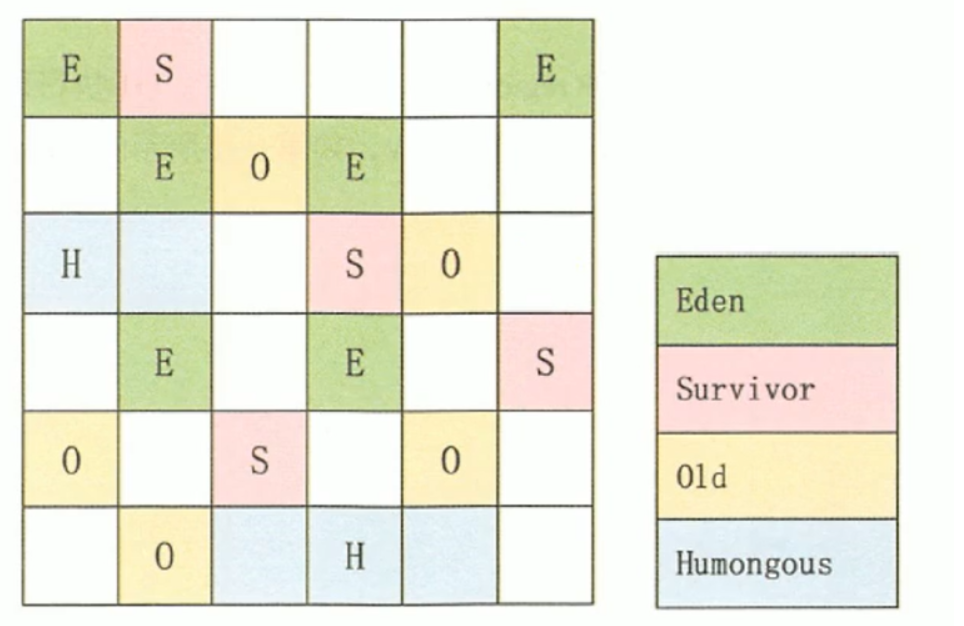 E S E
E O E
H S O
E E S
O S O
O H
Eden
Survivor
Old
Humongous